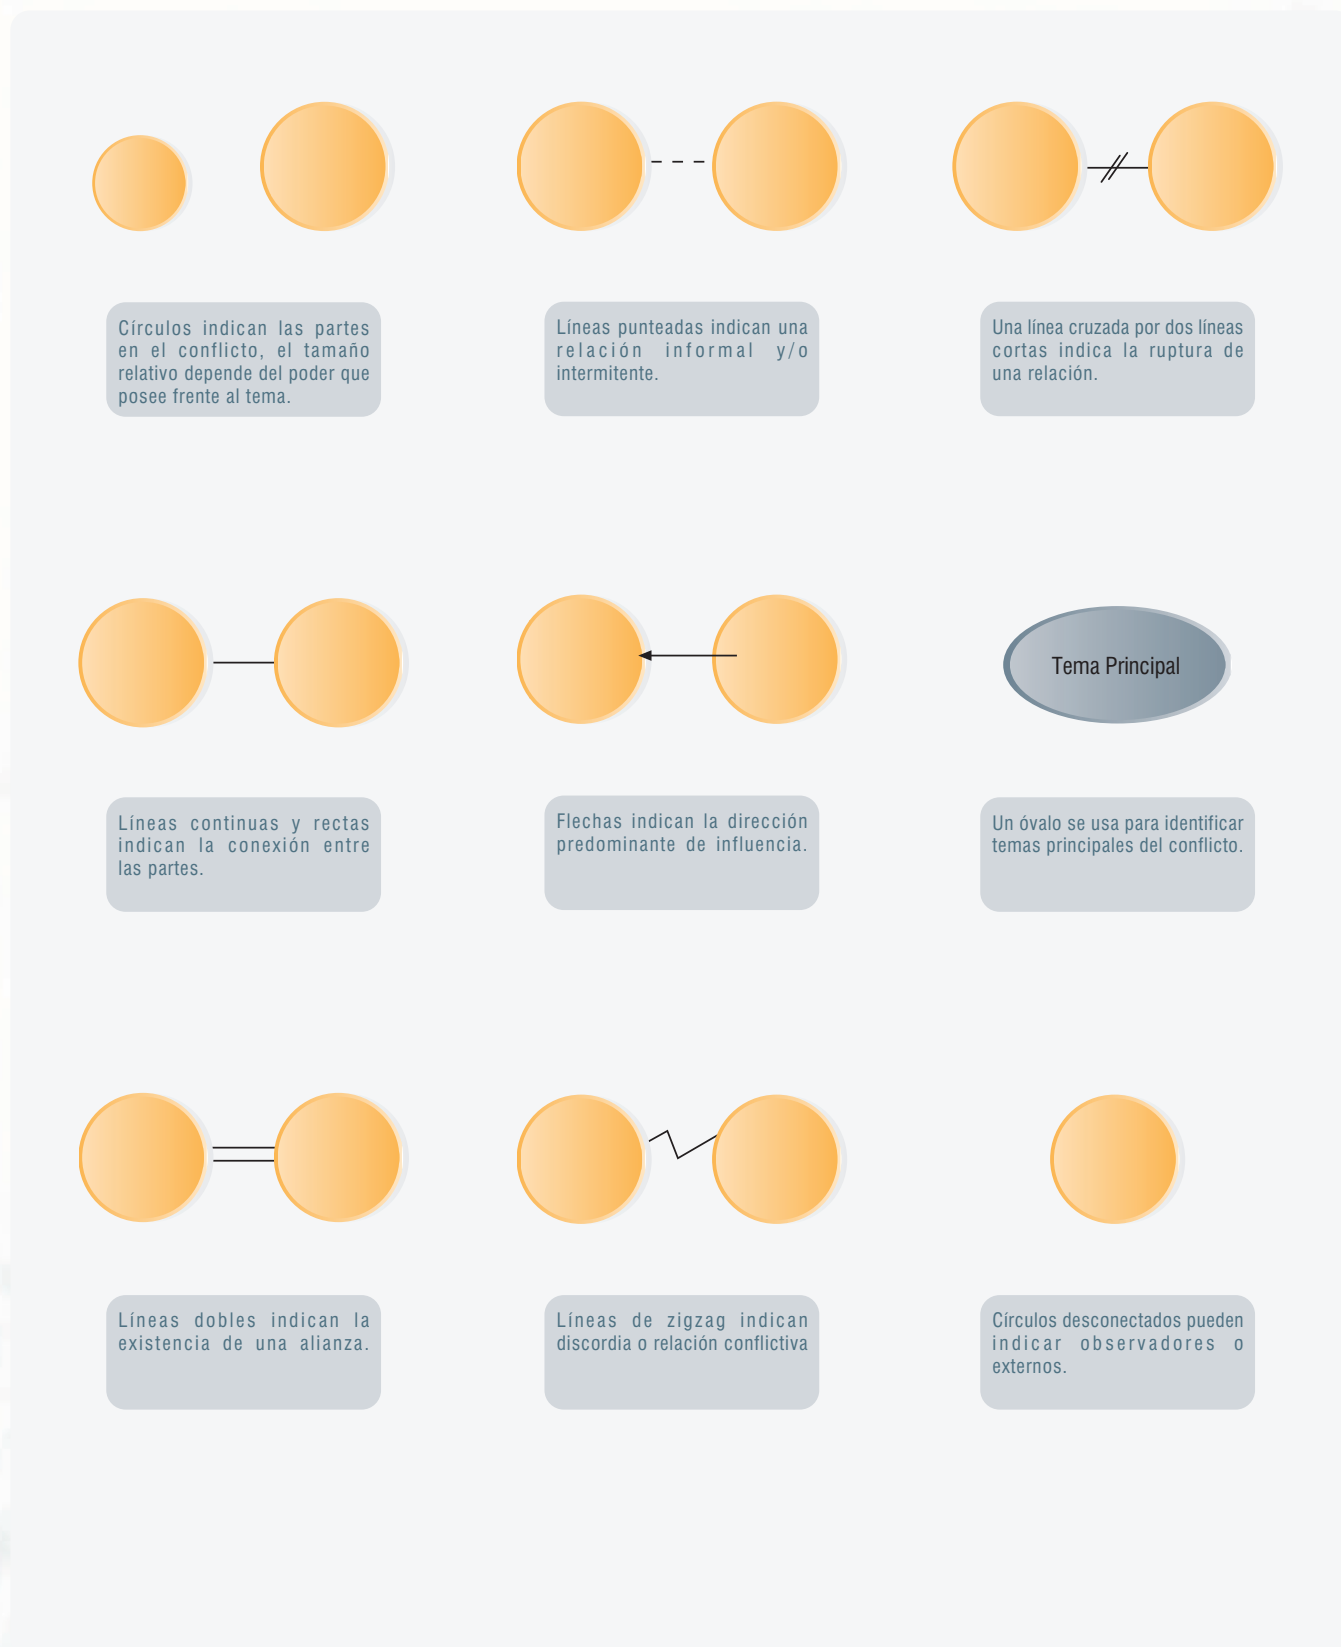 Círculos indican las partes
en el conflicto, el tamaño
relativo depende del poder que
posee frente al tema.
Líneas punteadas indican una
relación informal y/o
intermitente.
Una línea cruzada por dos líneas
cortas indica la ruptura de
una relación.
Tema Principal
Líneas continuas y rectas
indican la conexión entre
las partes.
Flechas indican la dirección
predominante de influencia.
Un óvalo se usa para identificar
temas principales del conflicto.
Líneas dobles indican la
existencia de una alianza.
Líneas de zigzag indican
discordia o relación conflictiva
Círculos desconectados pueden
indicar observadores o
externos.